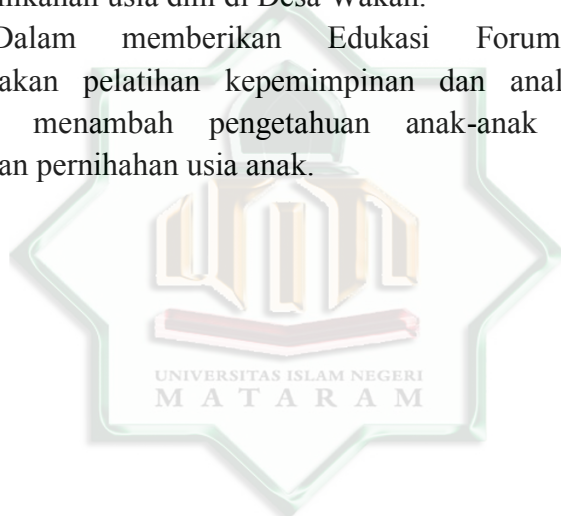 nikahan usia dini di Desa Wakan.
Dalam memberikan Edukasi Forum
akan pelatihan kepemimpinan dan anal
menambah pengetahuan anak-anak
an pernihahan usia anak.
UNIVERSITAS ISLAM NEGERI
MATARAM